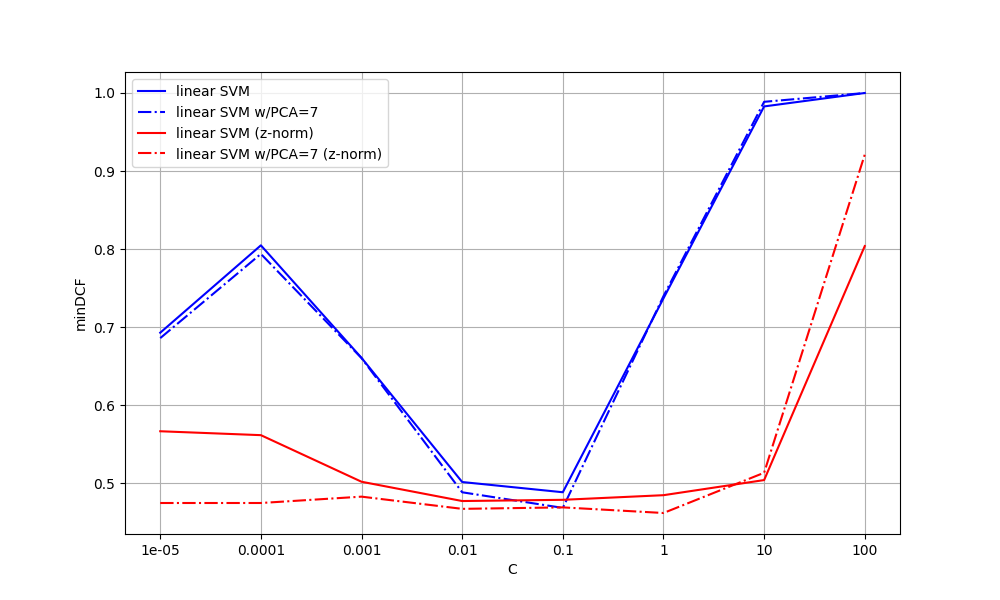 linear SVM
linear SVM w/PCA=7
linear SVM (z-norm)
linear SVM w/PCA=7 (z-norm)
1.0
0.9
0.8
0.7
0.6
0.5
minDCF
1e-05 0.0001 0.001 0.01 0.1 1 10 100
C